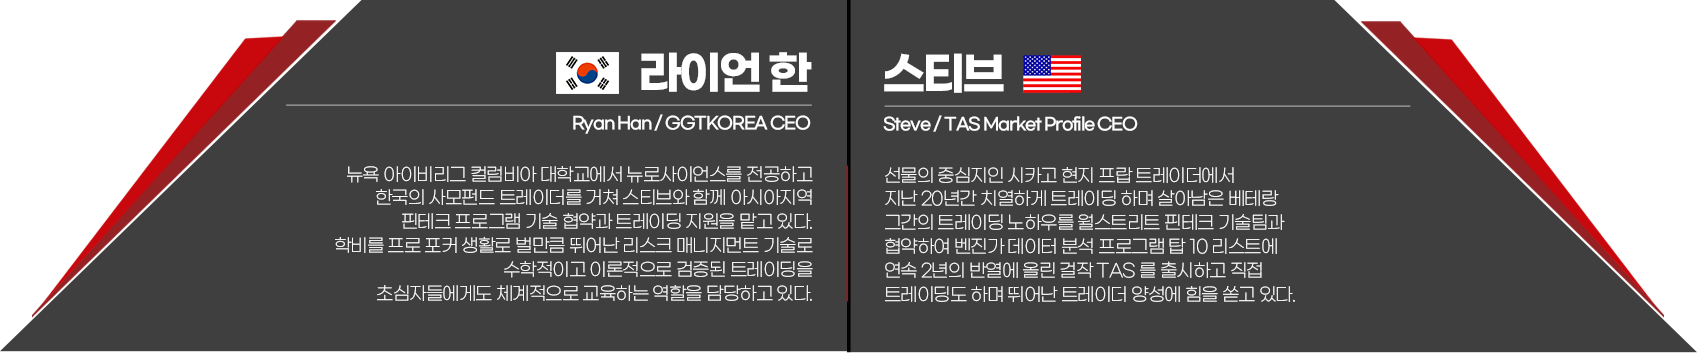 라이언 한
Ryan Han / GGTKOREA CEO
뉴욕 아이비리그 컬럼비아 대학교에서 뉴로사이언스를 전공하고
한국의 사모펀드 트레이더를 거쳐 스티브와 함께 아시아지역
핀테크 프로그램 기술 협약과 트레이딩 지원을 맡고 있다.
학비를 프로 포커 생활로 벌만큼 뛰어난 리스크 매니지먼트 기술로
수학적이고 이론적으로 검증된 트레이딩을
초심자들에게도 체계적으로 교육하는 역할을 담당하고 있다.
스티브
Steve / TAS Market Profile CEO
선물의 중심지인 시카고 현지 프랍 트레이더에서
지난 20년간 치열하게 트레이딩 하며 살아남은 베테랑
그간의 트레이딩 노하우를 월스트리트 핀테크 기술팀과
협약하여 벤진가 데이터 분석 프로그램 탑 10 리스트에
연속 2년의 반열에 올린 걸작 TAS 를 출시하고 직접
트레이딩도 하며 뛰어난 트레이더 양성에 힘을 쏟고 있다.